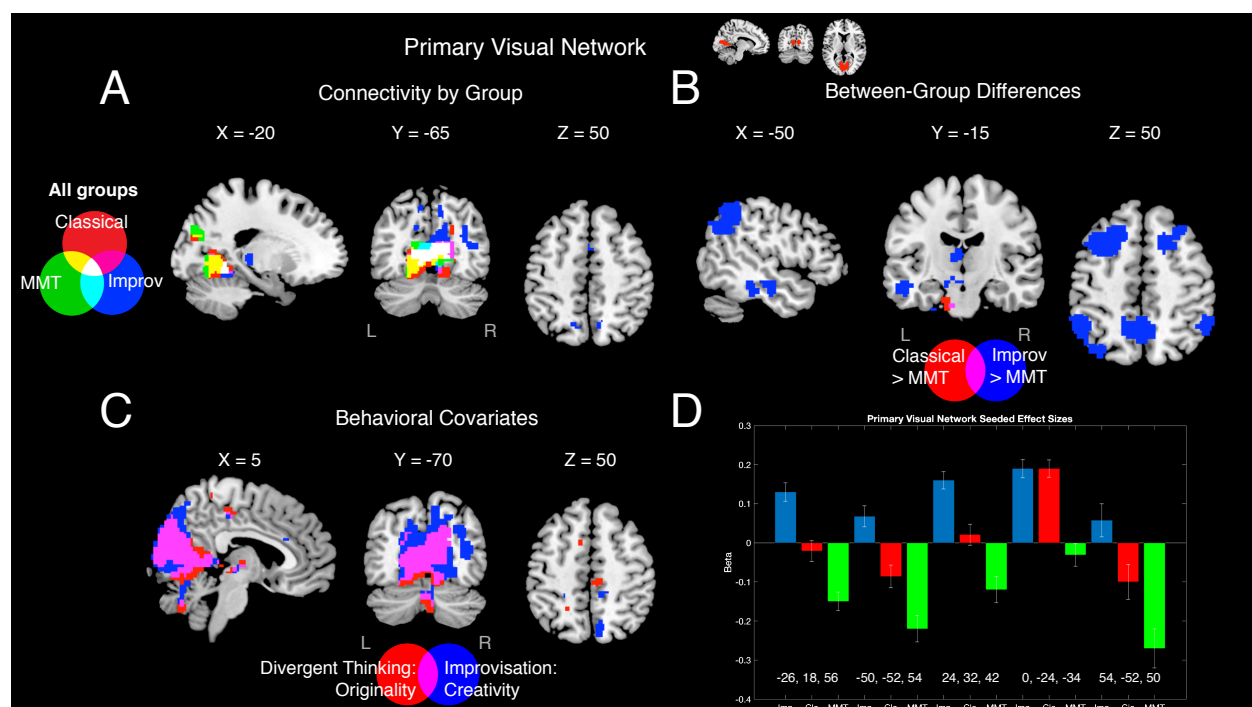 Primary Visual Network
A
Connectivity by Group
X = -20
Y = -65
Z = 50
All groups
Classical
MMT
Improv
L
R
B
Between-Group Differences
X = -50
Y = -15
Z = 50
L
R
Classical
> MMT
Improv
> MMT
C
Behavioral Covariates
X = 5
Y = -70
Z = 50
L
R
Divergent Thinking:
Originality
Improvisation:
Creativity
D
Primary Visual Network Seeded Effect Sizes
0.3
0.2
0.1
0
-0.1
-0.2
-0.3
-0.4
Beta
-26, 18, 56
-50, -52, 54
24, 32, 42
0, -24, -34
54, -52, 50